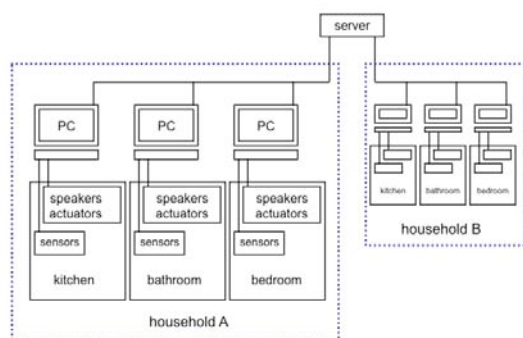 server
PC
PC
PC
speakers
actuators
speakers
actuators
speakers
actuators
sensors
sensors
sensors
kitchen
bathroom
bedroom
household A
kitchen
bathroom
bedroom
household B